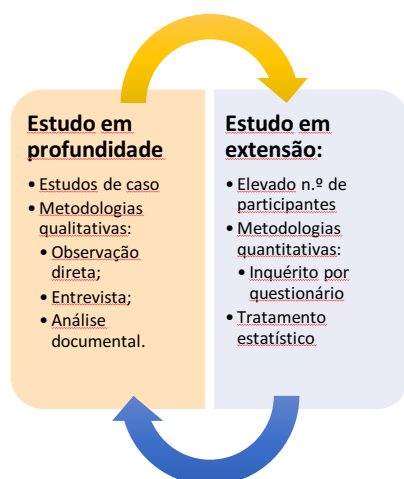 Estudo em
profundidade
• Estudos de caso
• Metodologias
qualitativas:
• Observação
direta;
• Entrevista;
• Análise
documental.
Estudo em
extensão:
• Elevado n.º de
participantes
• Metodologias
quantitativas:
• Inquérito por
questionário
• Tratamento
estatístico